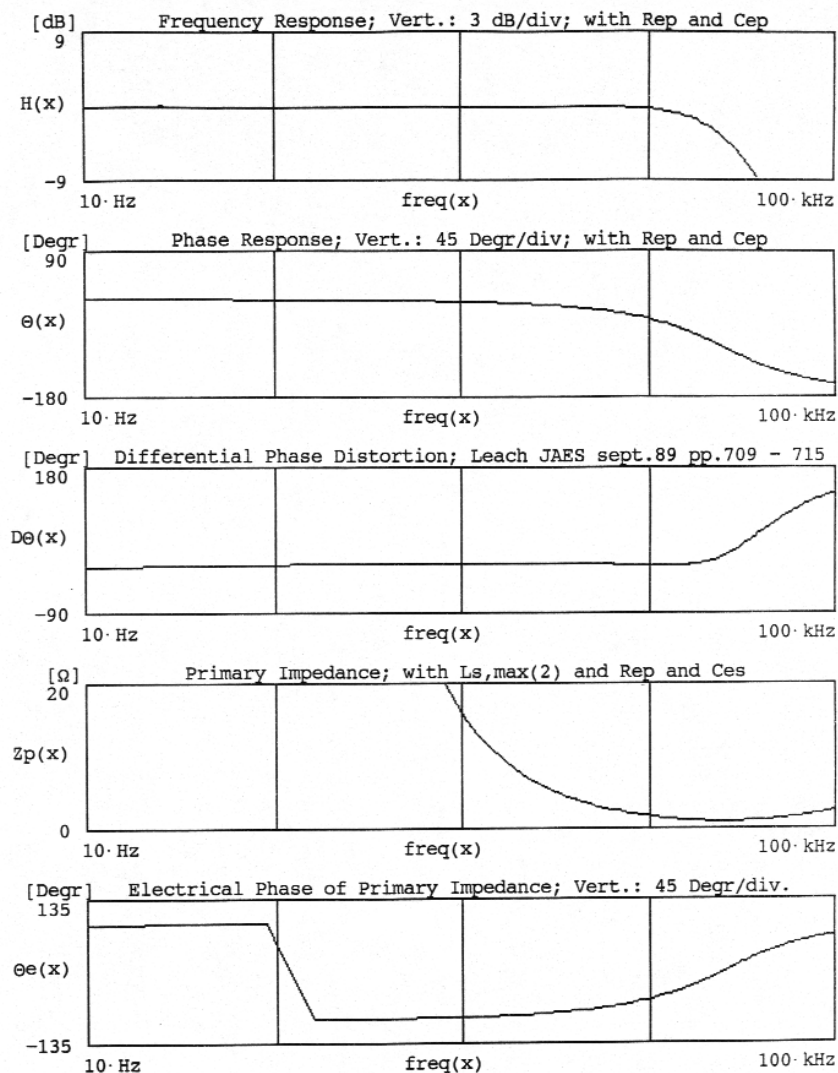 [dB] Frequency Response; Vert.: 3 dB/div; with Rep and Cep
9
H(x)
-9
10· Hz freq(x) 100· kHz
[Degr] Phase Response; Vert.: 45 Degr/div; with Rep and Cep
90
Θ(x)
-180
10· Hz freq(x) 100· kHz
[Degr] Differential Phase Distortion; Leach JAES sept.89 pp.709 - 715
180
DΘ(x)
-90
10· Hz freq(x) 100· kHz
[Ω] Primary Impedance; with Ls,max(2) and Rep and Ces
20
Zp(x)
0
10· Hz freq(x) 100· kHz
[Degr] Electrical Phase of Primary Impedance; Vert.: 45 Degr/div.
135
Θe(x)
-135
10· Hz freq(x) 100· kHz